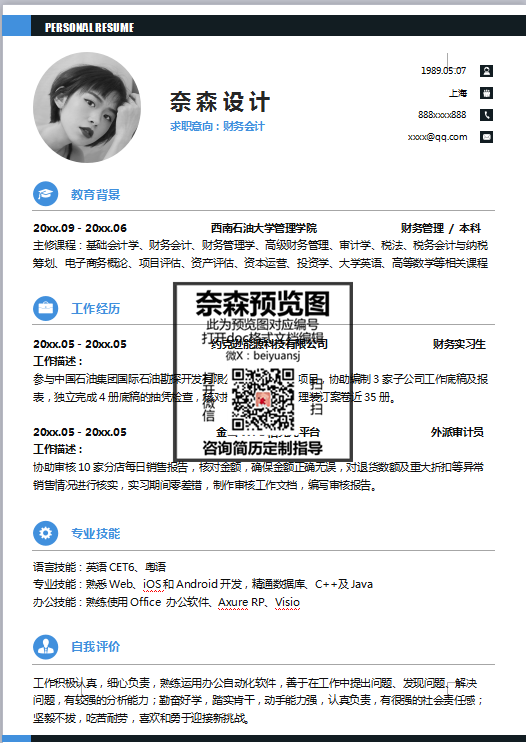 PERSONAL RESUME
1989.05.07
上海
888xxxx888
xxxx@qq.com
奈森设计
求职意向：财务会计
教育背景
20xx.09 - 20xx.06 西南石油大学管理学院 财务管理 / 本科
主修课程：基础会计学、财务会计、财务管理学、高级财务管理、审计学、税法、税务会计与纳税
筹划、电子商务概论、项目评估、资产评估、资本运营、投资学、大学英语、高等数学等相关课程
奈森预览图
此为预览图对应编号
打开doc格式文档编辑
微X：beiyuansj
打开微信
扫一扫
咨询简历定制指导
工作经历
20xx.05 - 20xx.05 能源科技有限公司 财务实习生
工作描述：
参与中国石油集团国际石油勘探开发有限 项目，协助编制 3 家子公司工作底稿及报
表，独立完成 4 册底稿的抽凭检查，核对 理装订案卷近 35 册。
20xx.05 - 20xx.05 平台 外派审计员
工作描述：
协助审核 10 家分店每日销售报告，核对金额，确保金额正确无误，对退货数额及重大折扣等异常
销售情况进行核实，实习期间零差错，制作审核工作文档，编写审核报告。
专业技能
语言技能：英语 CET6、粤语
专业技能：熟悉 Web、iOS 和 Android 开发，精通数据库、C++及 Java
办公技能：熟练使用 Office 办公软件、Axure RP、Visio
自我评价
工作积极认真，细心负责，熟练运用办公自动化软件，善于在工作中提出问题、发现问题、解决
问题，有较强的分析能力；勤奋好学，踏实肯干，动手能力强，认真负责，有很强的社会责任感；
坚毅不拔，吃苦耐劳，喜欢和勇于迎接新挑战。